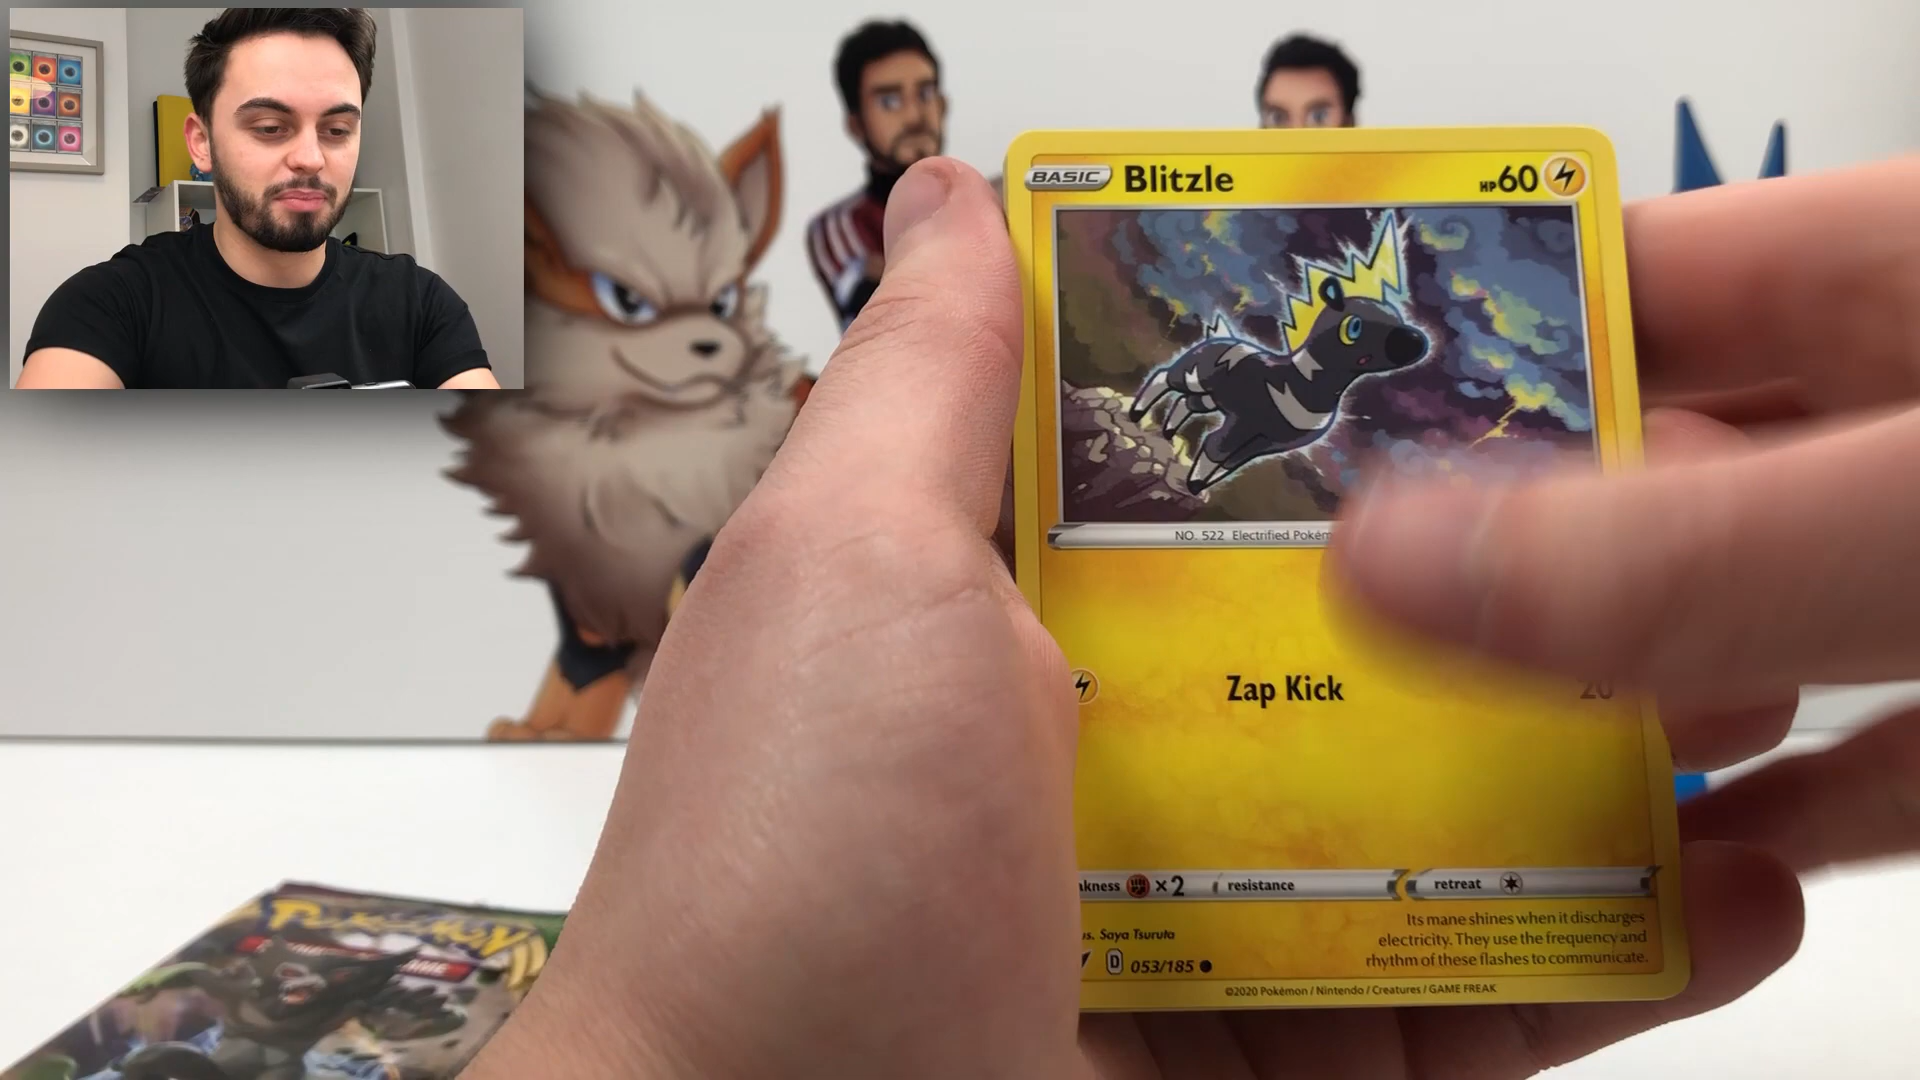 BASIC Blitzle HP60
NO. 522 Electrified
Zap Kick 20
×2 resistance retreat
Saya Tsuruta
D 053/185
Its mane shines when it discharges
electricity. They use the frequency and
rhythm of these flashes to communicate.
©2020 Pokémon / Nintendo / Creatures / GAME FREAK
POKÉMON